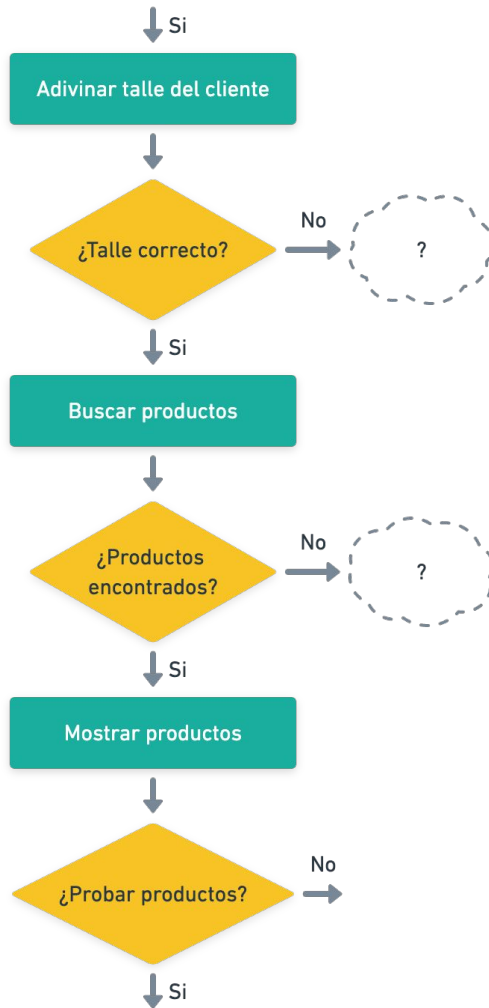 Si
Adivinar talle del cliente
¿Talle correcto?
No
?
Si
Buscar productos
¿Productos
encontrados?
No
?
Si
Mostrar productos
¿Probar productos?
No
Si